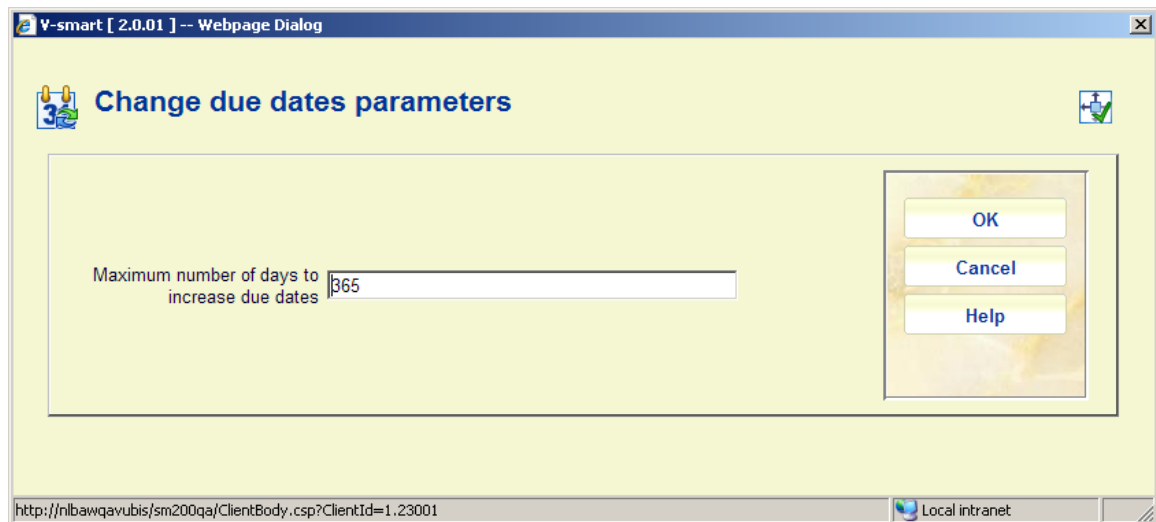 V-smart [ 2.0.01 ] -- Webpage Dialog
Change due dates parameters
Maximum number of days to
increase due dates
365
OK
Cancel
Help
http://nlbawqavubis/sm200qa/ClientBody.csp?ClientId=1.23001
Local intranet